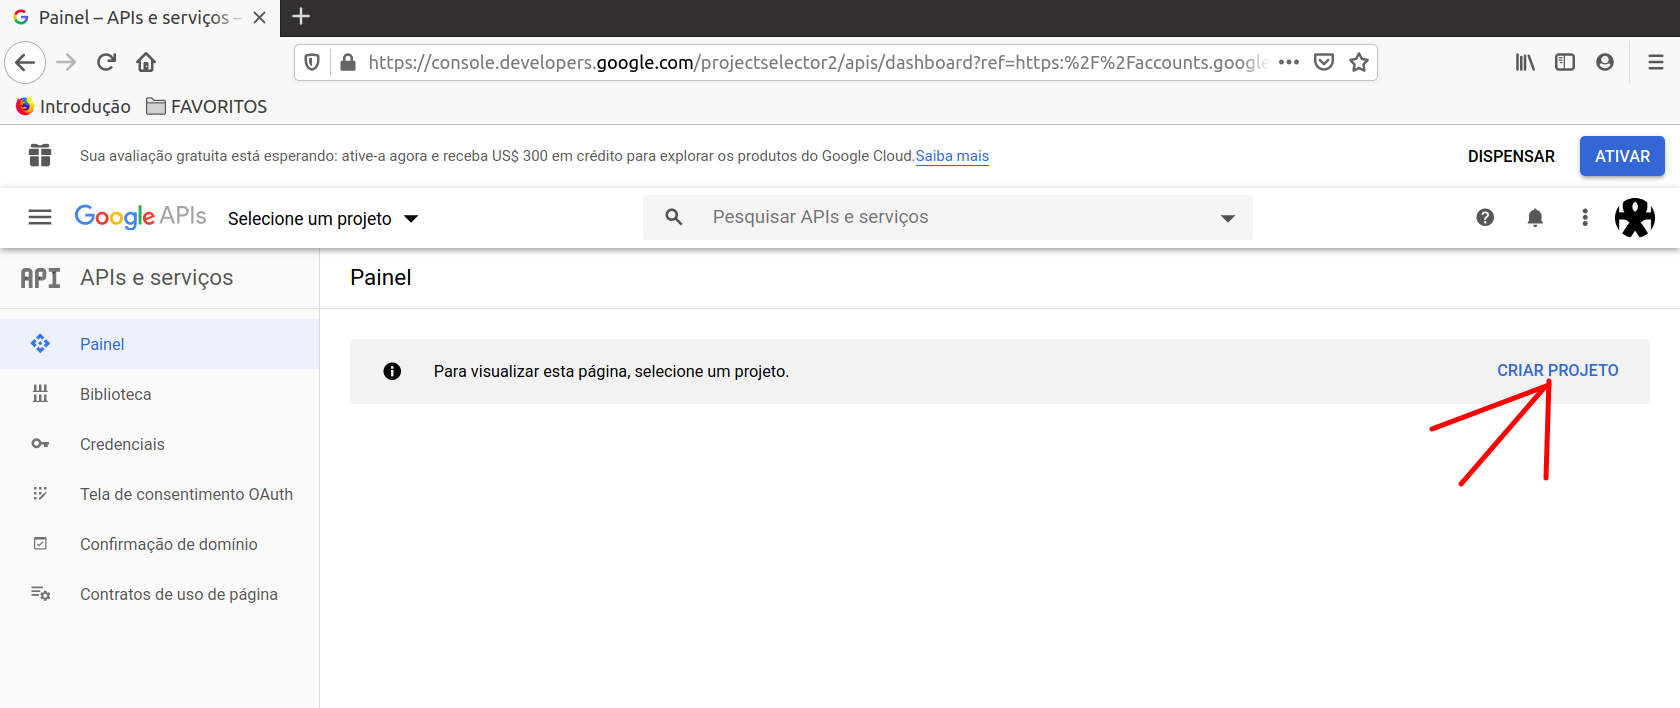 Painel – APIs e serviços –
https://console.developers.google.com/projectselector2/apis/dashboard?ref=https:%2F%2Faccounts.google
Introdução FAVORITOS
Sua avaliação gratuita está esperando: ative-a agora e receba US$ 300 em crédito para explorar os produtos do Google Cloud.Saiba mais DISPENSAR ATIVAR
Google APIs Selecione um projeto Pesquisar APIs e serviços
API APIs e serviços Painel
Painel
Para visualizar esta página, selecione um projeto. CRIAR PROJETO
Biblioteca
Credenciais
Tela de consentimento OAuth
Confirmação de domínio
Contratos de uso de página